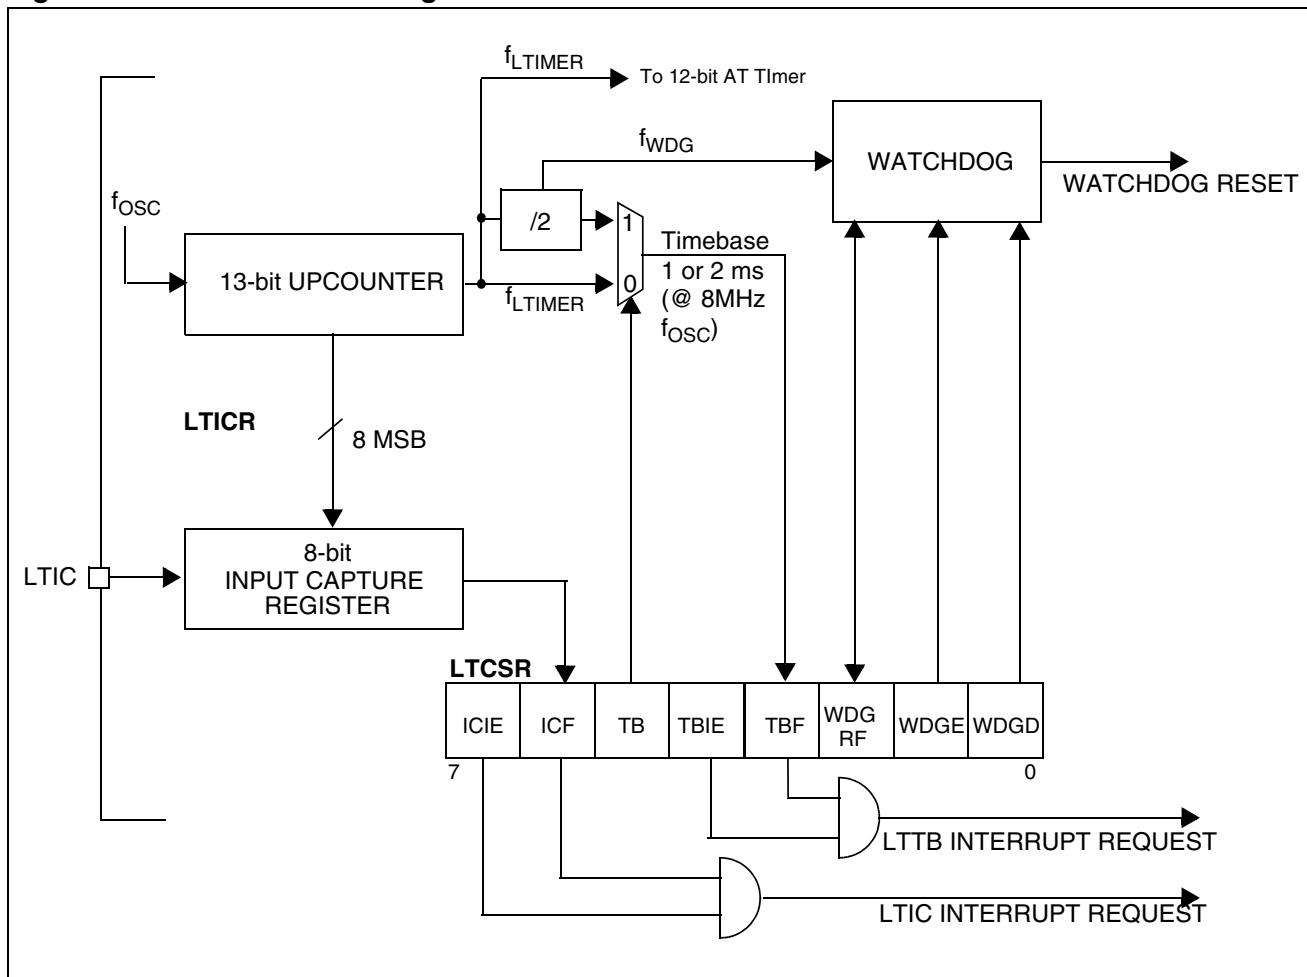 fLTIMER
To 12-bit AT TImer
fWDG
WATCHDOG
WATCHDOG RESET
fOSC
/2
1
Timebase
1 or 2 ms
(@ 8MHz
fOSC)
13-bit UPCOUNTER
0
fLTIMER
LTICR
8 MSB
8-bit
INPUT CAPTURE
REGISTER
LTIC
LTCSR
ICIE
ICF
TB
TBIE
TBF
WDG
RF
WDGE
WDGD
7
0
LTTB INTERRUPT REQUEST
LTIC INTERRUPT REQUEST